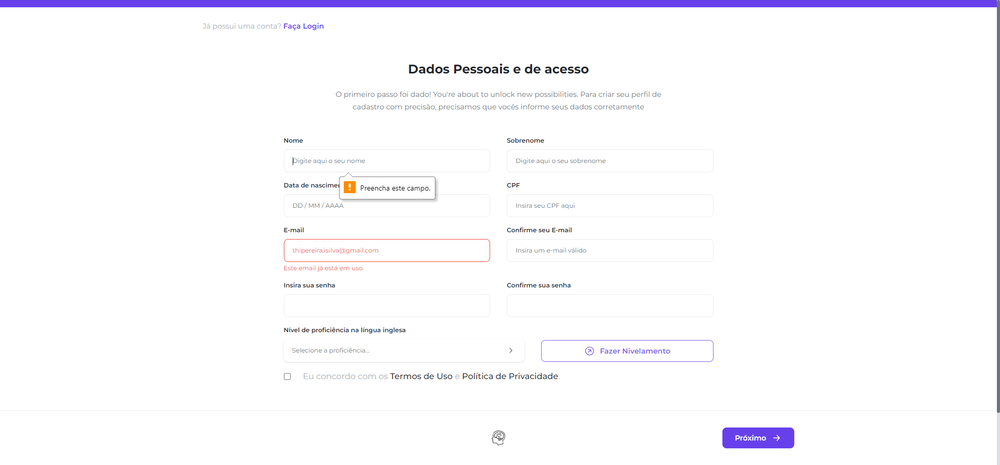 Já possui uma conta? Faça Login
Dados Pessoais e de acesso
O primeiro passo foi dado! You're about to unlock new possibilities. Para criar seu perfil de
cadastro com precisão, precisamos que vocês informe seus dados corretamente
Nome
Sobrenome
Digite aqui o seu nome
Digite aqui o seu sobrenome
Preencha este campo.
Data de
CPF
DD / MM / AAAA
Insira seu CPF aqui
E-mail
Confirme seu E-mail
thipereira.isilva@gmail.com
Insira um e-mail válido
Este email já está em uso.
Insira sua senha
Confirme sua senha
Nível de proficiência na língua inglesa
Selecione a proficiência...
Fazer Nivelamento
Eu concordo com os Termos de Uso e Política de Privacidade.
Próximo